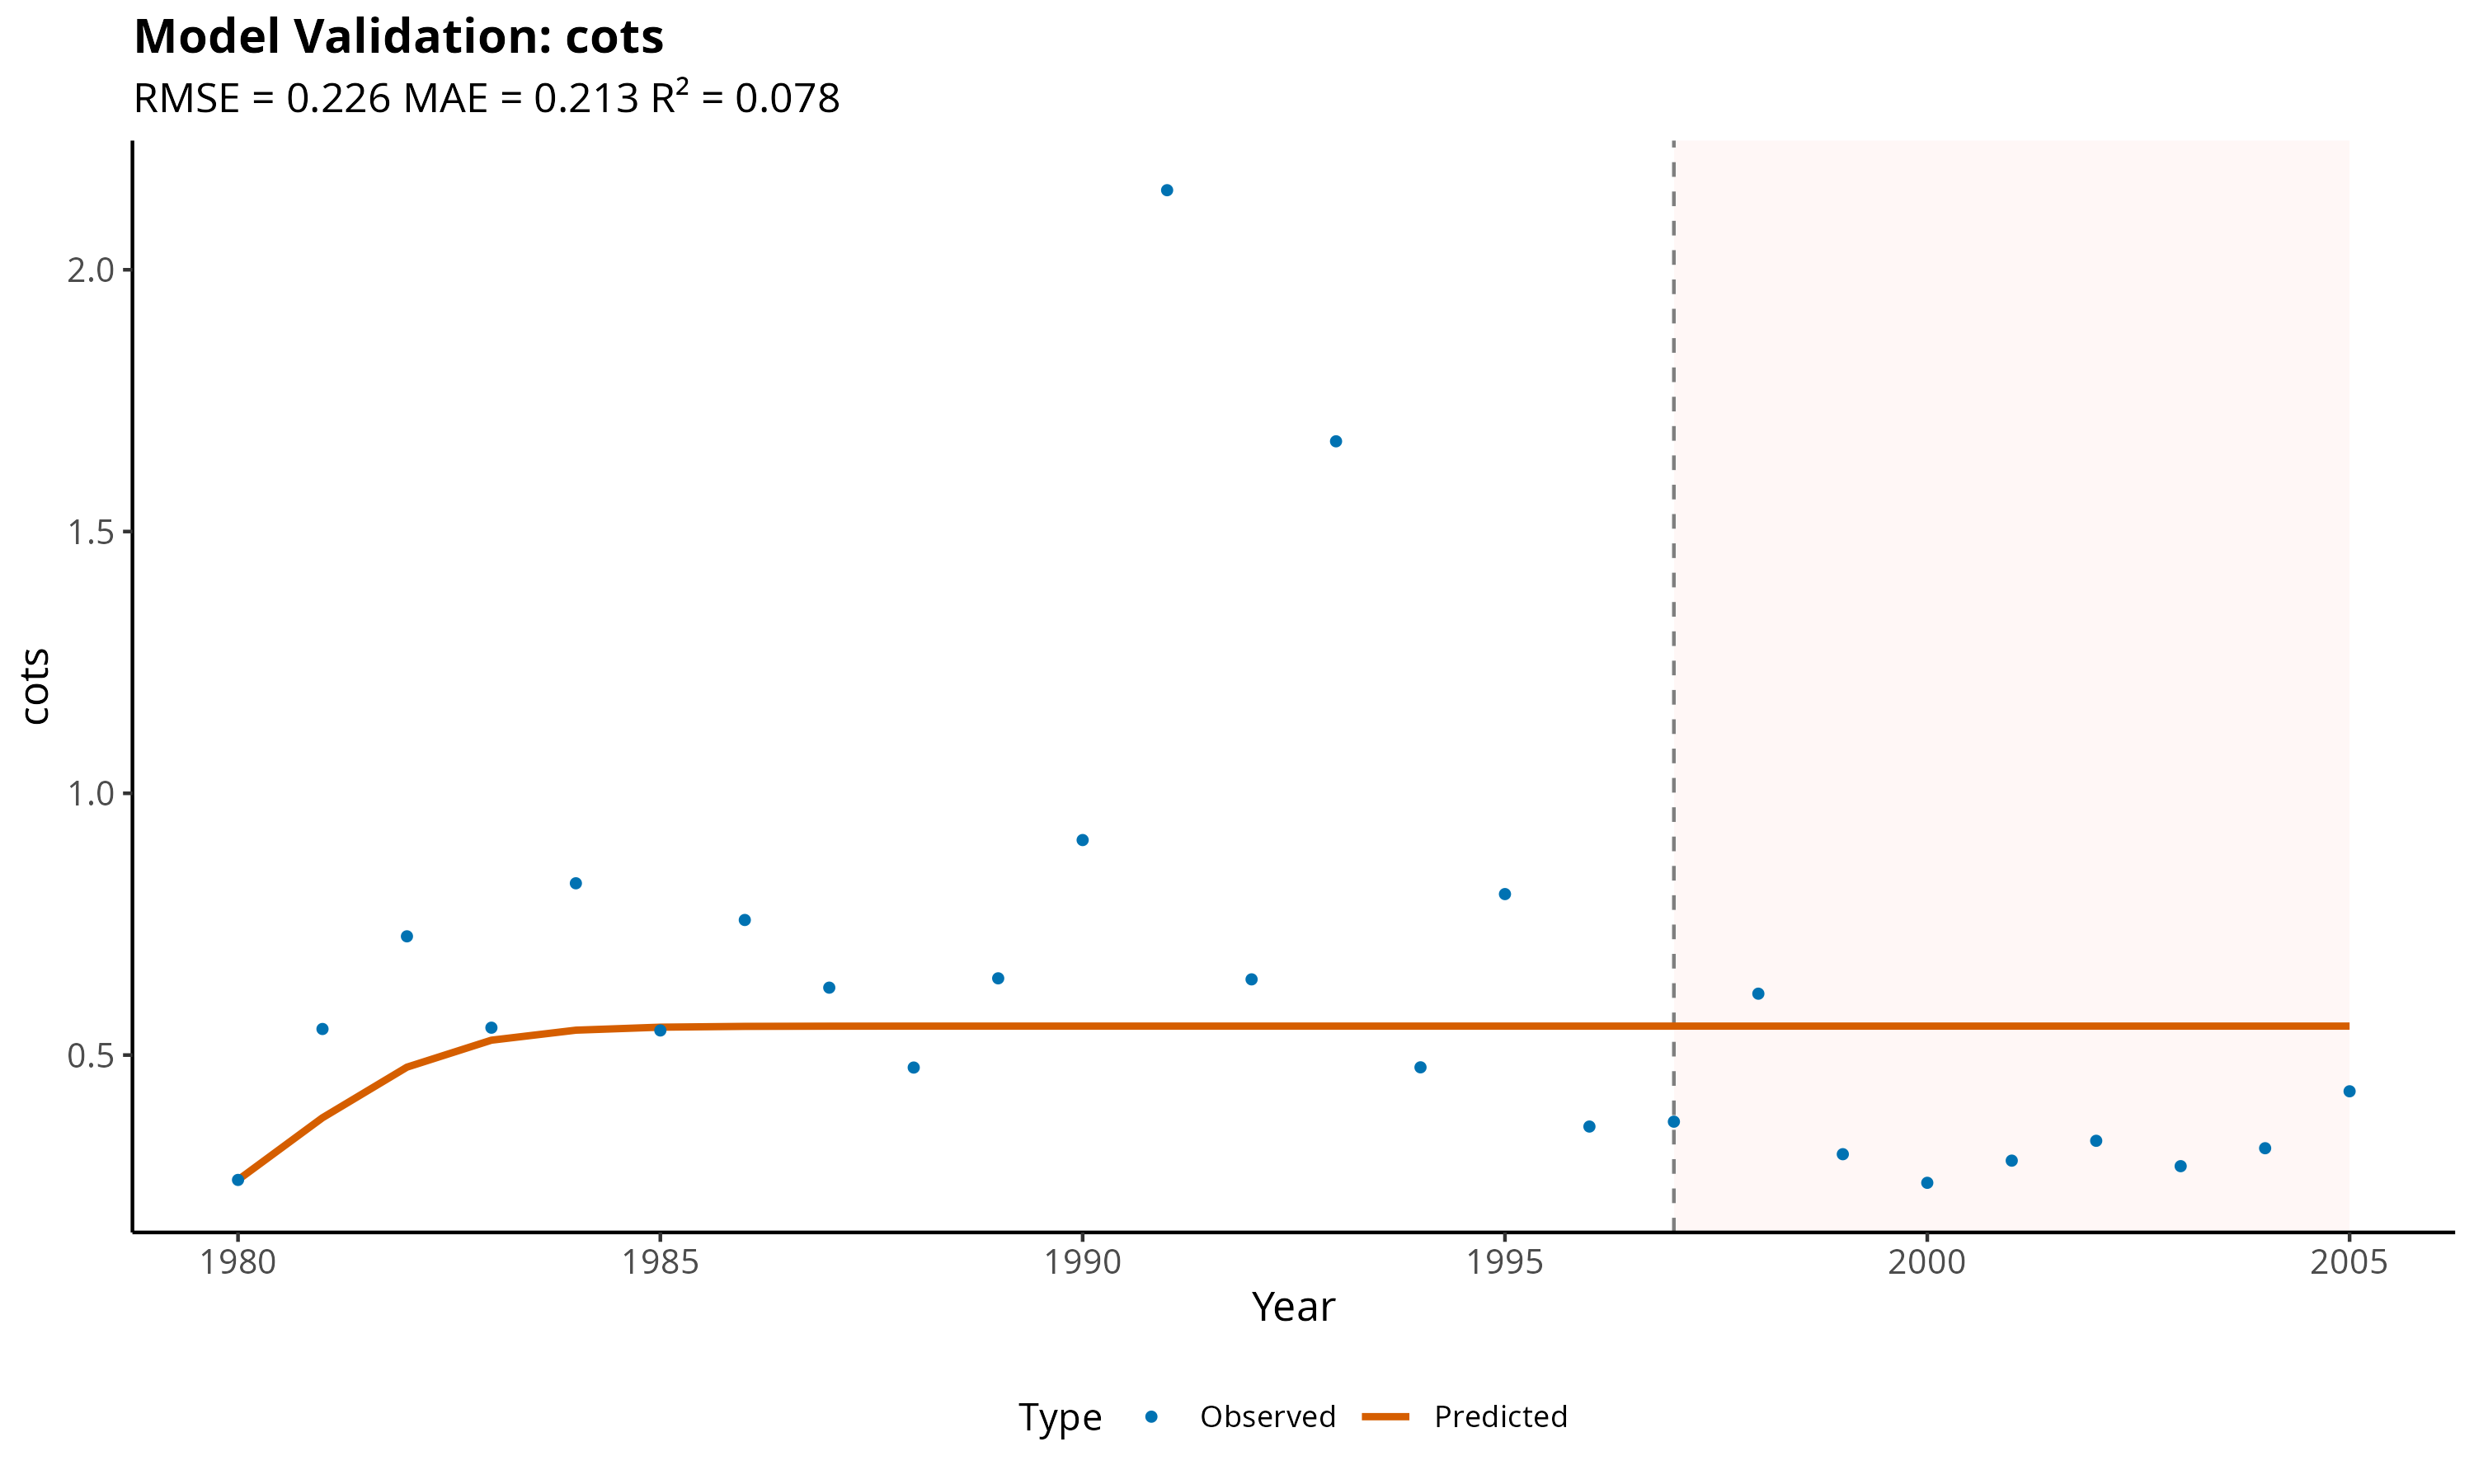 Model Validation: cots
RMSE = 0.226 MAE = 0.213 R² = 0.078
cots
2.0
1.5
1.0
0.5
1980 1985 1990 1995 2000 2005
Year
Type Observed Predicted